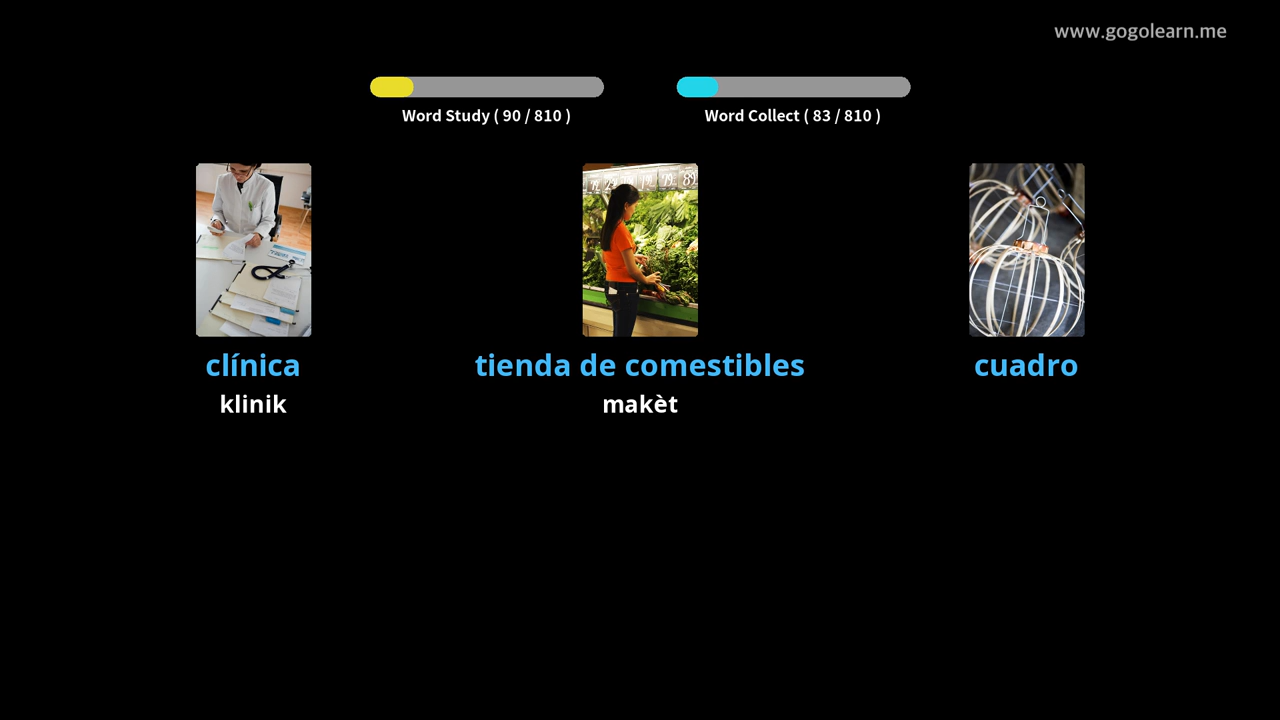 www.gogolearn.me
Word Study ( 90 / 810 )
Word Collect ( 83 / 810 )
clínica
tienda de comestibles
cuadro
klinik
makèt